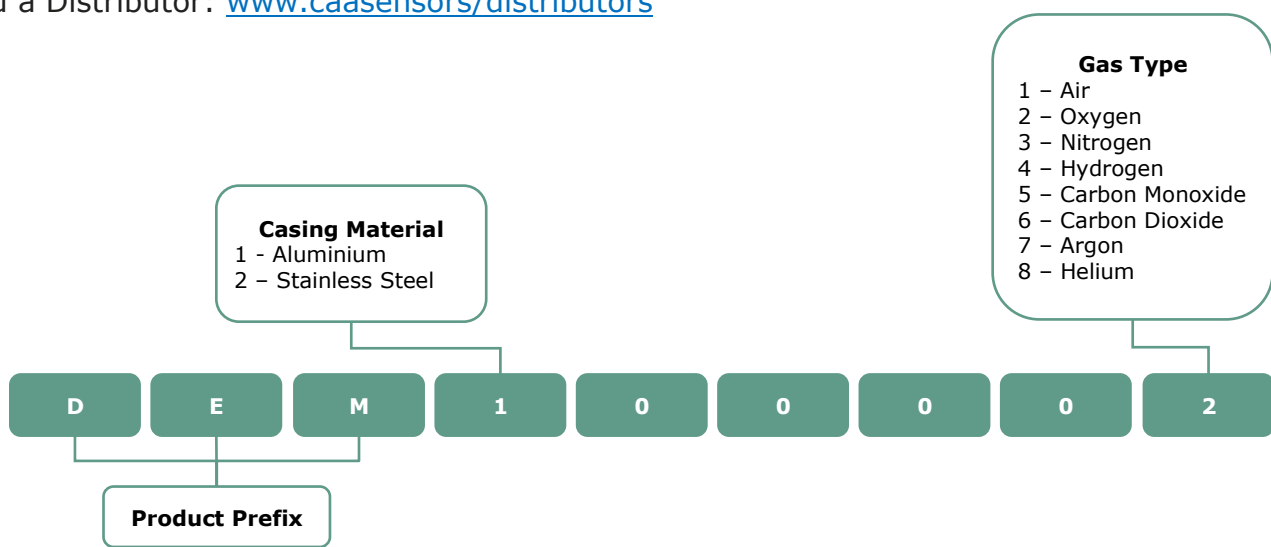 a Distributor: www.caasensors/distributors
Gas Type
1 – Air
2 – Oxygen
3 – Nitrogen
4 – Hydrogen
5 – Carbon Monoxide
6 – Carbon Dioxide
7 – Argon
8 – Helium
Casing Material
1 - Aluminium
2 – Stainless Steel
D E M 1 0 0 0 0 2
Product Prefix